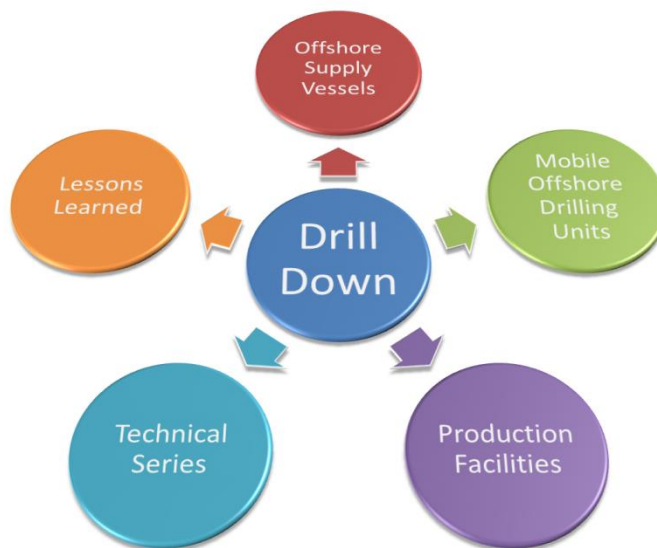 Offshore
Supply
Vessels
Lessons
Learned
Mobile
Offshore
Drilling
Units
Drill
Down
Technical
Series
Production
Facilities